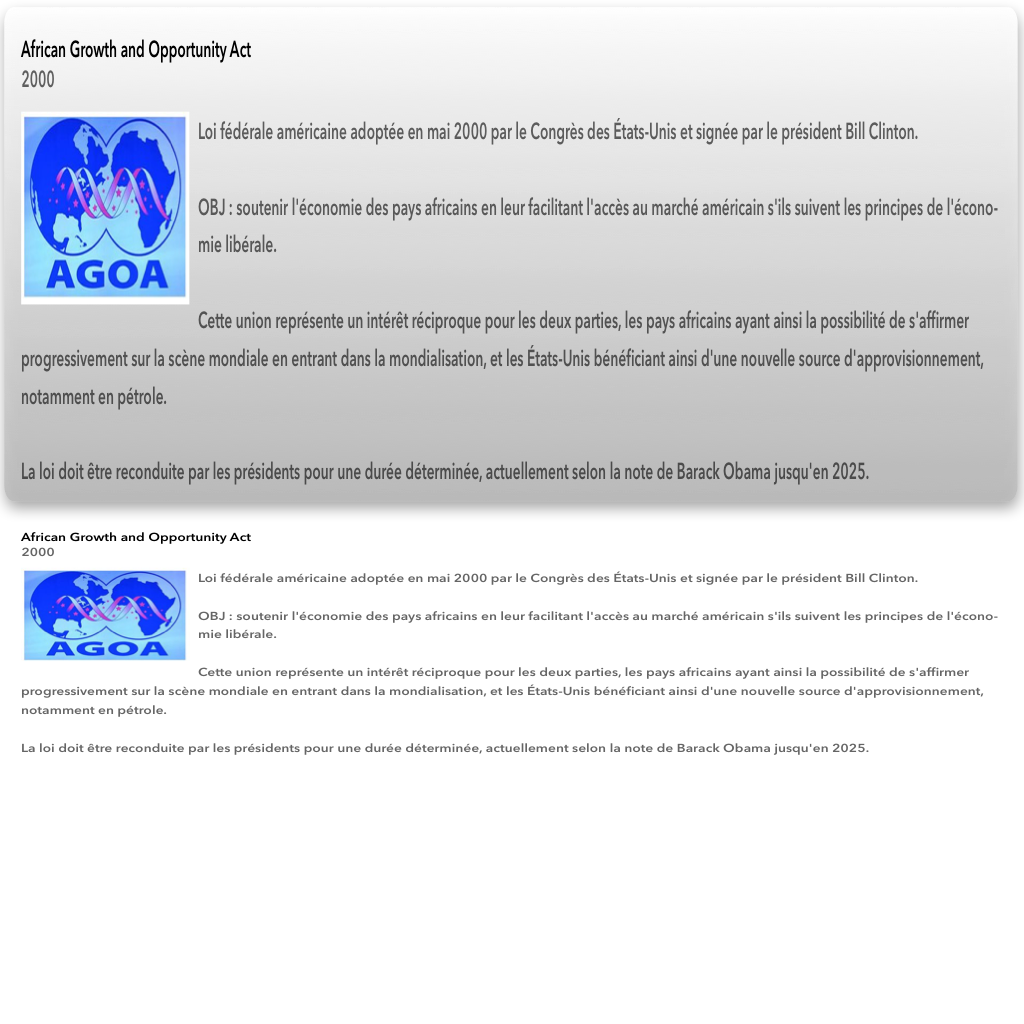 African Growth and Opportunity Act
2000
Loi fédérale américaine adoptée en mai 2000 par le Congrès des États-Unis et signée par le président Bill Clinton.
OBJ : soutenir l'économie des pays africains en leur facilitant l'accès au marché américain s'ils suivent les principes de l'écono-
mie libérale.
AGOA
Cette union représente un intérêt réciproque pour les deux parties, les pays africains ayant ainsi la possibilité de s'affirmer
progressivement sur la scène mondiale en entrant dans la mondialisation, et les États-Unis bénéficiant ainsi d'une nouvelle source d'approvisionnement,
notamment en pétrole.
La loi doit être reconduite par les présidents pour une durée déterminée, actuellement selon la note de Barack Obama jusqu'en 2025.
African Growth and Opportunity Act
2000
Loi fédérale américaine adoptée en mai 2000 par le Congrès des États-Unis et signée par le président Bill Clinton.
OBJ : soutenir l'économie des pays africains en leur facilitant l'accès au marché américain s'ils suivent les principes de l'écono-
mie libérale.
AGOA
Cette union représente un intérêt réciproque pour les deux parties, les pays africains ayant ainsi la possibilité de s'affirmer
progressivement sur la scène mondiale en entrant dans la mondialisation, et les États-Unis bénéficiant ainsi d'une nouvelle source d'approvisionnement,
notamment en pétrole.
La loi doit être reconduite par les présidents pour une durée déterminée, actuellement selon la note de Barack Obama jusqu'en 2025.